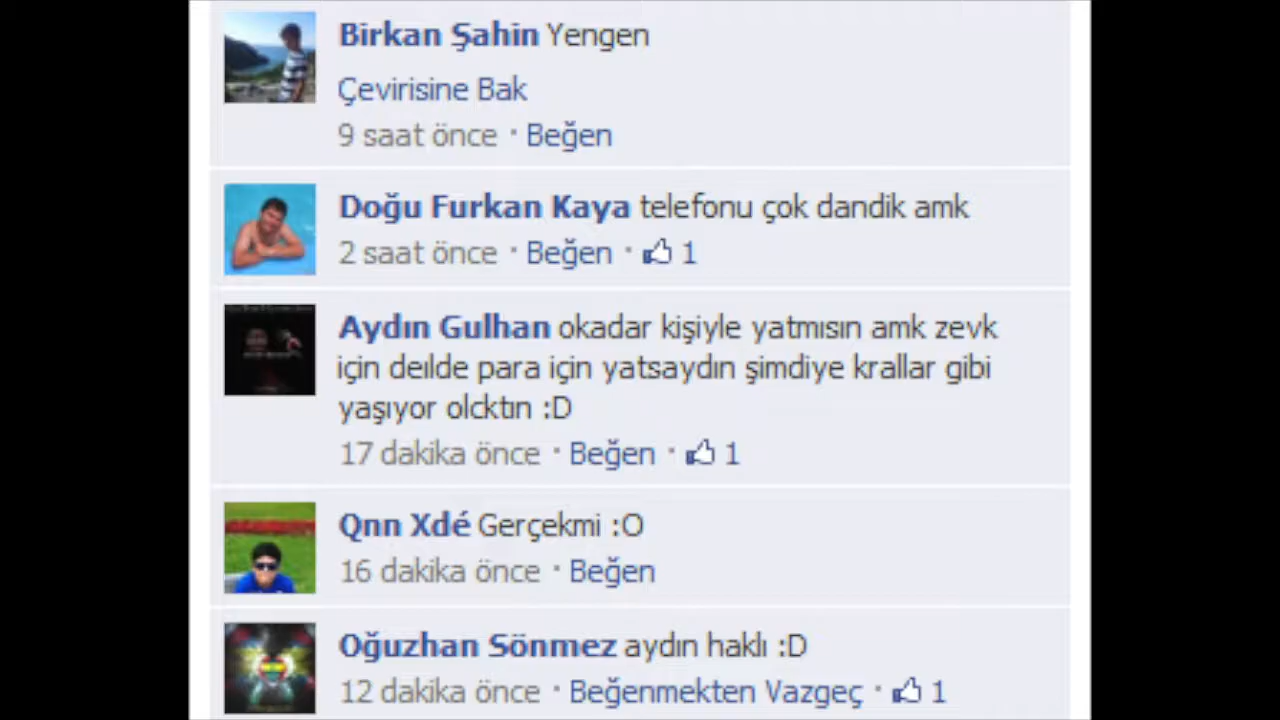 Birkan Şahin Yengen
Çevirisine Bak
9 saat önce · Beğen
Doğu Furkan Kaya telefonu çok dandik amk
2 saat önce · Beğen · 1
Aydın Gulhan okadar kişiyle yatmısın amk zevk
için deılde para için yatsaydın şimdiye krallar gibi
yaşıyor olcktın :D
17 dakika önce · Beğen · 1
Qnn Xdé Gerçekmi :O
16 dakika önce · Beğen
Oğuzhan Sönmez aydın haklı :D
12 dakika önce · Beğenmekten Vazgeç · 1